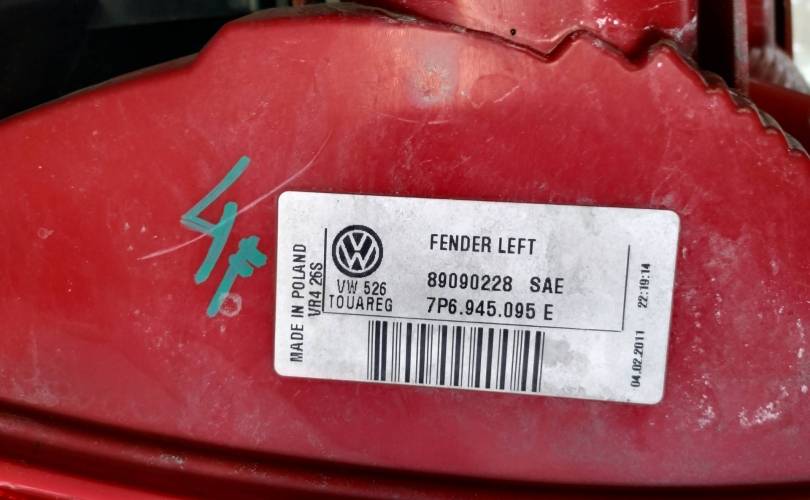 MADE IN POLAND
VR4 26S
VW
FENDER LEFT
VW 526
TOUAREG
89090228 SAE
7P6.945.095 E
04.02.2011 22:19:14